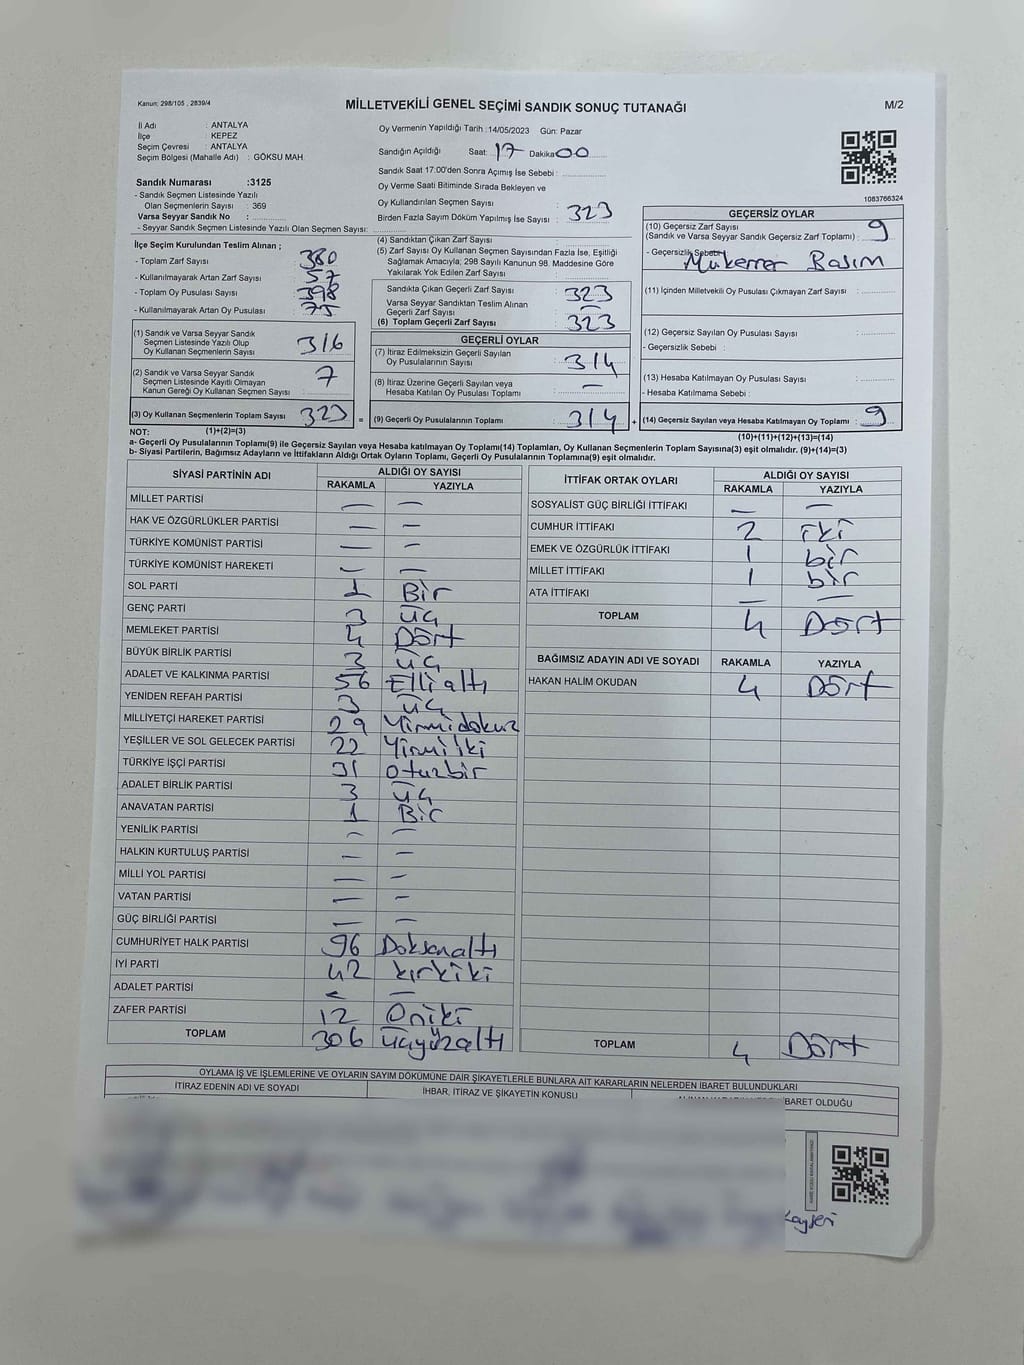 Kanun: 298/105 , 2839/4
MİLLETVEKİLİ GENEL SEÇİMİ SANDIK SONUÇ TUTANAĞI
M/2
İl Adı : ANTALYA
İlçe : KEPEZ
Seçim Çevresi : ANTALYA
Seçim Bölgesi (Mahalle Adı) : GÖKSU MAH.
Sandık Numarası :3125
- Sandık Seçmen Listesinde Yazılı
Olan Seçmenlerin Sayısı : 369
Varsa Seyyar Sandık No :
- Seyyar Sandık Seçmen Listesinde Yazılı Olan Seçmen Sayısı:
Oy Vermenin Yapıldığı Tarih :14/05/2023 Gün: Pazar
Sandığın Açıldığı Saat: 17 Dakika 00
Sandık Saat 17:00'den Sonra Açımış İse Sebebi :
Oy Verme Saati Bitiminde Sırada Bekleyen ve
Oy Kullandırılan Seçmen Sayısı :
Birden Fazla Sayım Döküm Yapılmış İse Sayısı : 323
1083766324
İlçe Seçim Kurulundan Teslim Alınan ;
- Toplam Zarf Sayısı : 380
- Kullanılmayarak Artan Zarf Sayısı : 57
- Toplam Oy Pusulası Sayısı : 398
- Kullanılmayarak Artan Oy Pusulası : 75
(1) Sandık ve Varsa Seyyar Sandık
Seçmen Listesinde Yazılı Olup
Oy Kullanan Seçmenlerin Sayısı : 316
(2) Sandık ve Varsa Seyyar Sandık
Seçmen Listesinde Kayıtlı Olmayan
Kanun Gereği Oy Kullanan Seçmen Sayısı : 7
(3) Oy Kullanan Seçmenlerin Toplam Sayısı : 323 =
(4) Sandıktan Çıkan Zarf Sayısı :
(5) Zarf Sayısı Oy Kullanan Seçmen Sayısından Fazla İse, Eşitliği
Sağlamak Amacıyla; 298 Sayılı Kanunun 98. Maddesine Göre
Yakılarak Yok Edilen Zarf Sayısı :
Sandıkta Çıkan Geçerli Zarf Sayısı : 323
Varsa Seyyar Sandıktan Teslim Alınan
Geçerli Zarf Sayısı : —
(6) Toplam Geçerli Zarf Sayısı : 323
GEÇERLİ OYLAR
(7) İtiraz Edilmeksizin Geçerli Sayılan
Oy Pusulalarının Sayısı : 314
(8) İtiraz Üzerine Geçerli Sayılan veya
Hesaba Katılan Oy Pusulası Toplamı : —
(9) Geçerli Oy Pusulalarının Toplamı : 314 +
GEÇERSİZ OYLAR
(10) Geçersiz Zarf Sayısı
(Sandık ve Varsa Seyyar Sandık Geçersiz Zarf Toplamı) : 9
- Geçersizlik Sebebi Mükerrer Basım
(11) İçinden Milletvekili Oy Pusulası Çıkmayan Zarf Sayısı :
(12) Geçersiz Sayılan Oy Pusulası Sayısı :
- Geçersizlik Sebebi :
(13) Hesaba Katılmayan Oy Pusulası Sayısı :
- Hesaba Katılmama Sebebi :
(14) Geçersiz Sayılan veya Hesaba Katılmayan Oy Toplamı : 9
NOT: (1)+(2)=(3)
(10)+(11)+(12)+(13)=(14)
a- Geçerli Oy Pusulalarının Toplamı(9) ile Geçersiz Sayılan veya Hesaba katılmayan Oy Toplamı(14) Toplamları, Oy Kullanan Seçmenlerin Toplam Sayısına(3) eşit olmalıdır. (9)+(14)=(3)
b- Siyasi Partilerin, Bağımsız Adayların ve İttifakların Aldığı Ortak Oyların Toplamı, Geçerli Oy Pusulalarının Toplamına(9) eşit olmalıdır.
SİYASİ PARTİNİN ADI ALDIĞI OY SAYISI
RAKAMLA YAZIYLA
MİLLET PARTİSİ — —
HAK VE ÖZGÜRLÜKLER PARTİSİ — —
TÜRKİYE KOMÜNİST PARTİSİ — —
TÜRKİYE KOMÜNİST HAREKETİ — —
SOL PARTİ 1 Bir
GENÇ PARTİ 3 üç
MEMLEKET PARTİSİ 4 Dört
BÜYÜK BİRLİK PARTİSİ 3 üç
ADALET VE KALKINMA PARTİSİ 56 Elli altı
YENİDEN REFAH PARTİSİ 3 üç
MİLLİYETÇİ HAREKET PARTİSİ 29 Yirmidokuz
YEŞİLLER VE SOL GELECEK PARTİSİ 22 Yirmiiki
TÜRKİYE İŞÇİ PARTİSİ 31 otuzbir
ADALET BİRLİK PARTİSİ 3 üç
ANAVATAN PARTİSİ 1 Bir
YENİLİK PARTİSİ — —
HALKIN KURTULUŞ PARTİSİ — —
MİLLİ YOL PARTİSİ — —
VATAN PARTİSİ — —
GÜÇ BİRLİĞİ PARTİSİ — —
CUMHURİYET HALK PARTİSİ 96 Doksanaltı
İYİ PARTİ 42 kırkiki
ADALET PARTİSİ — —
ZAFER PARTİSİ 12 Oniki
TOPLAM 306 üçyüzaltı
İTTİFAK ORTAK OYLARI ALDIĞI OY SAYISI
RAKAMLA YAZIYLA
SOSYALİST GÜÇ BİRLİĞİ İTTİFAKI — —
CUMHUR İTTİFAKI 2 iki
EMEK VE ÖZGÜRLÜK İTTİFAKI 1 bir
MİLLET İTTİFAKI 1 bir
ATA İTTİFAKI — —
TOPLAM 4 Dört
BAĞIMSIZ ADAYIN ADI VE SOYADI RAKAMLA YAZIYLA
HAKAN HALİM OKUDAN 4 Dört
TOPLAM 4 Dört
OYLAMA İŞ VE İŞLEMLERİNE VE OYLARIN SAYIM DÖKÜMÜNE DAİR ŞİKAYETLERLE BUNLARA AİT KARARLARIN NELERDEN İBARET BULUNDUKLARI
İTİRAZ EDENİN ADI VE SOYADI
İHBAR, İTİRAZ VE ŞİKAYETİN KONUSU
İBARET OLDUĞU